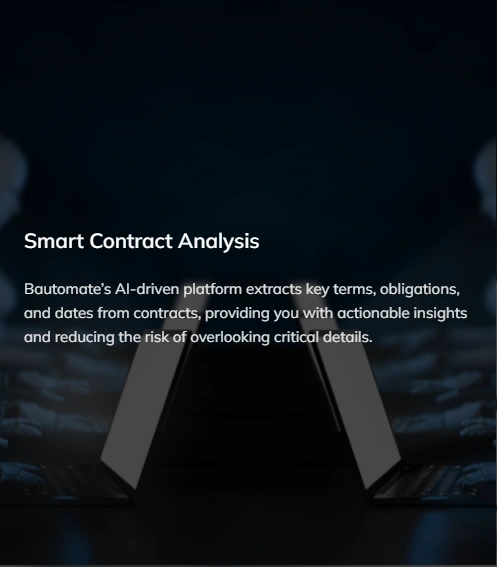 Smart Contract Analysis
Bautomate's AI-driven platform extracts key terms, obligations,
and dates from contracts, providing you with actionable insights
and reducing the risk of overlooking critical details.